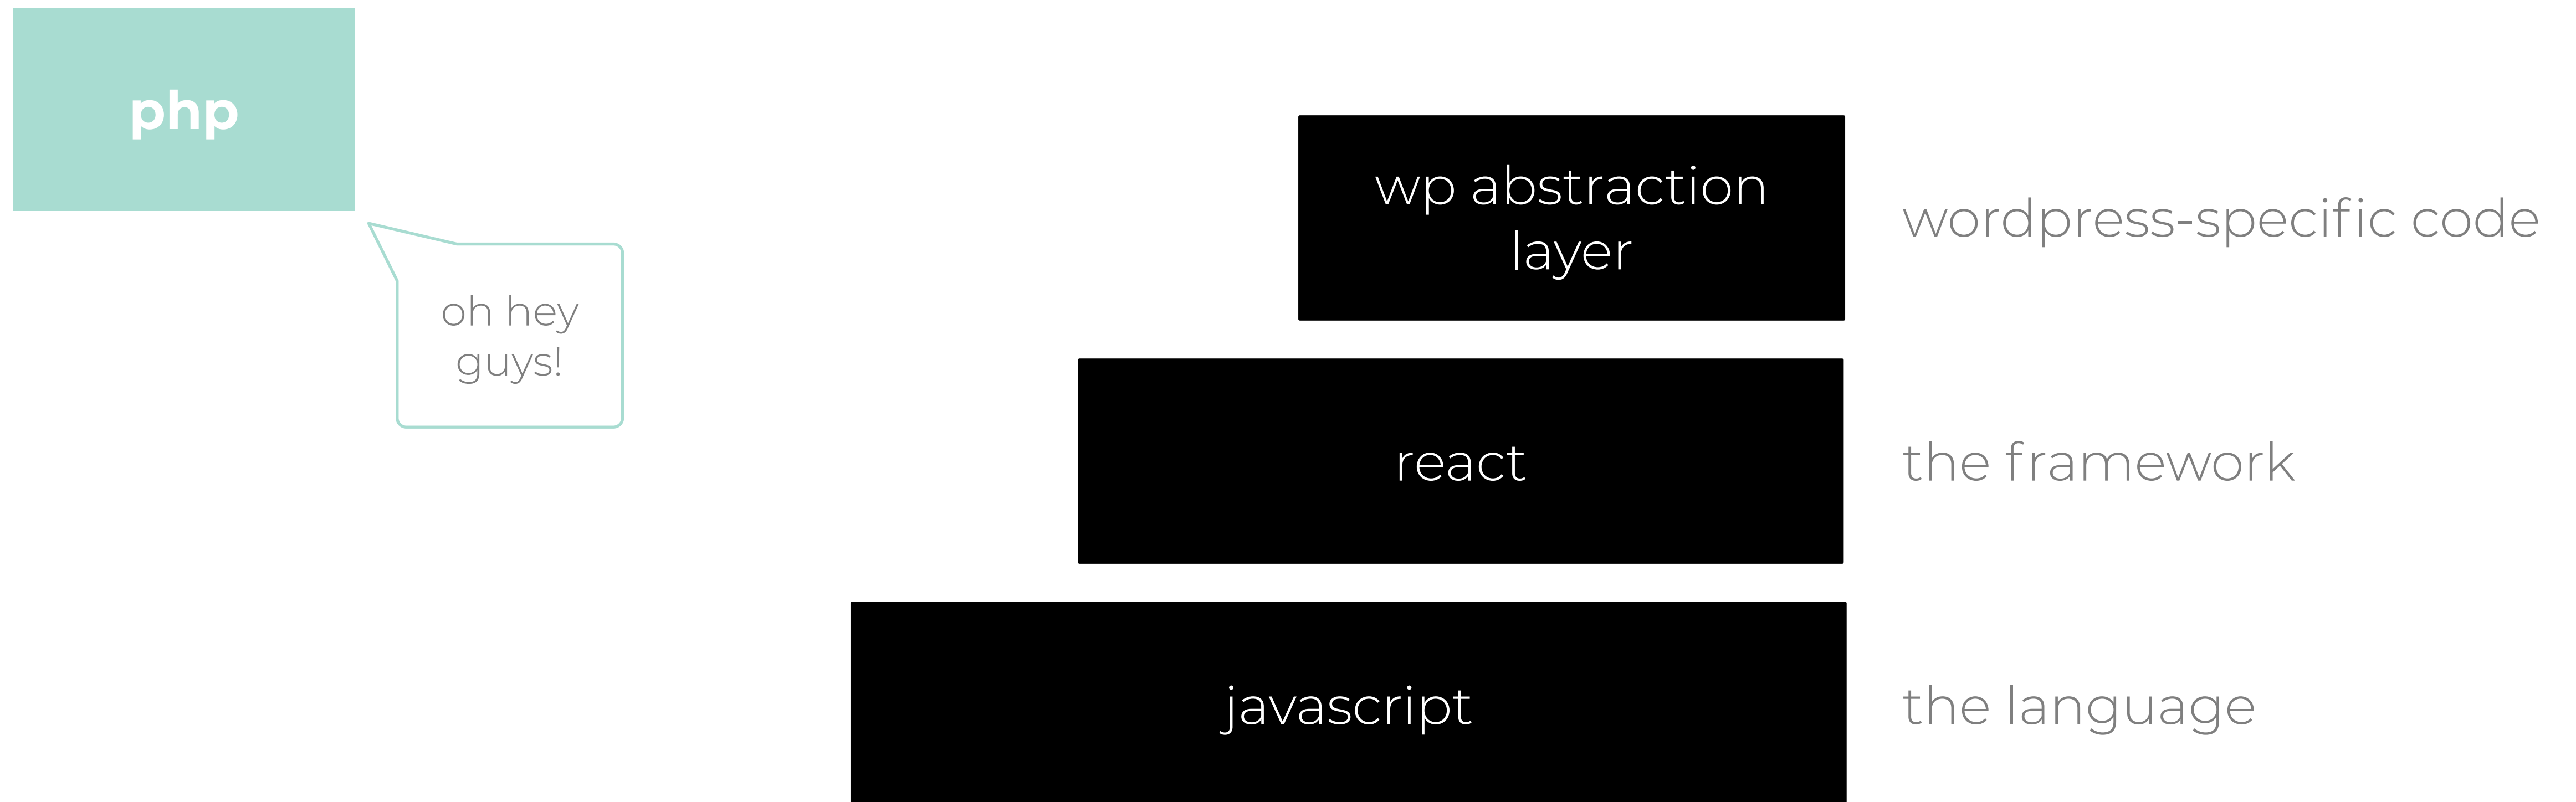 php
oh hey
guys!
wp abstraction
layer
wordpress-specific code
react
the framework
javascript
the language